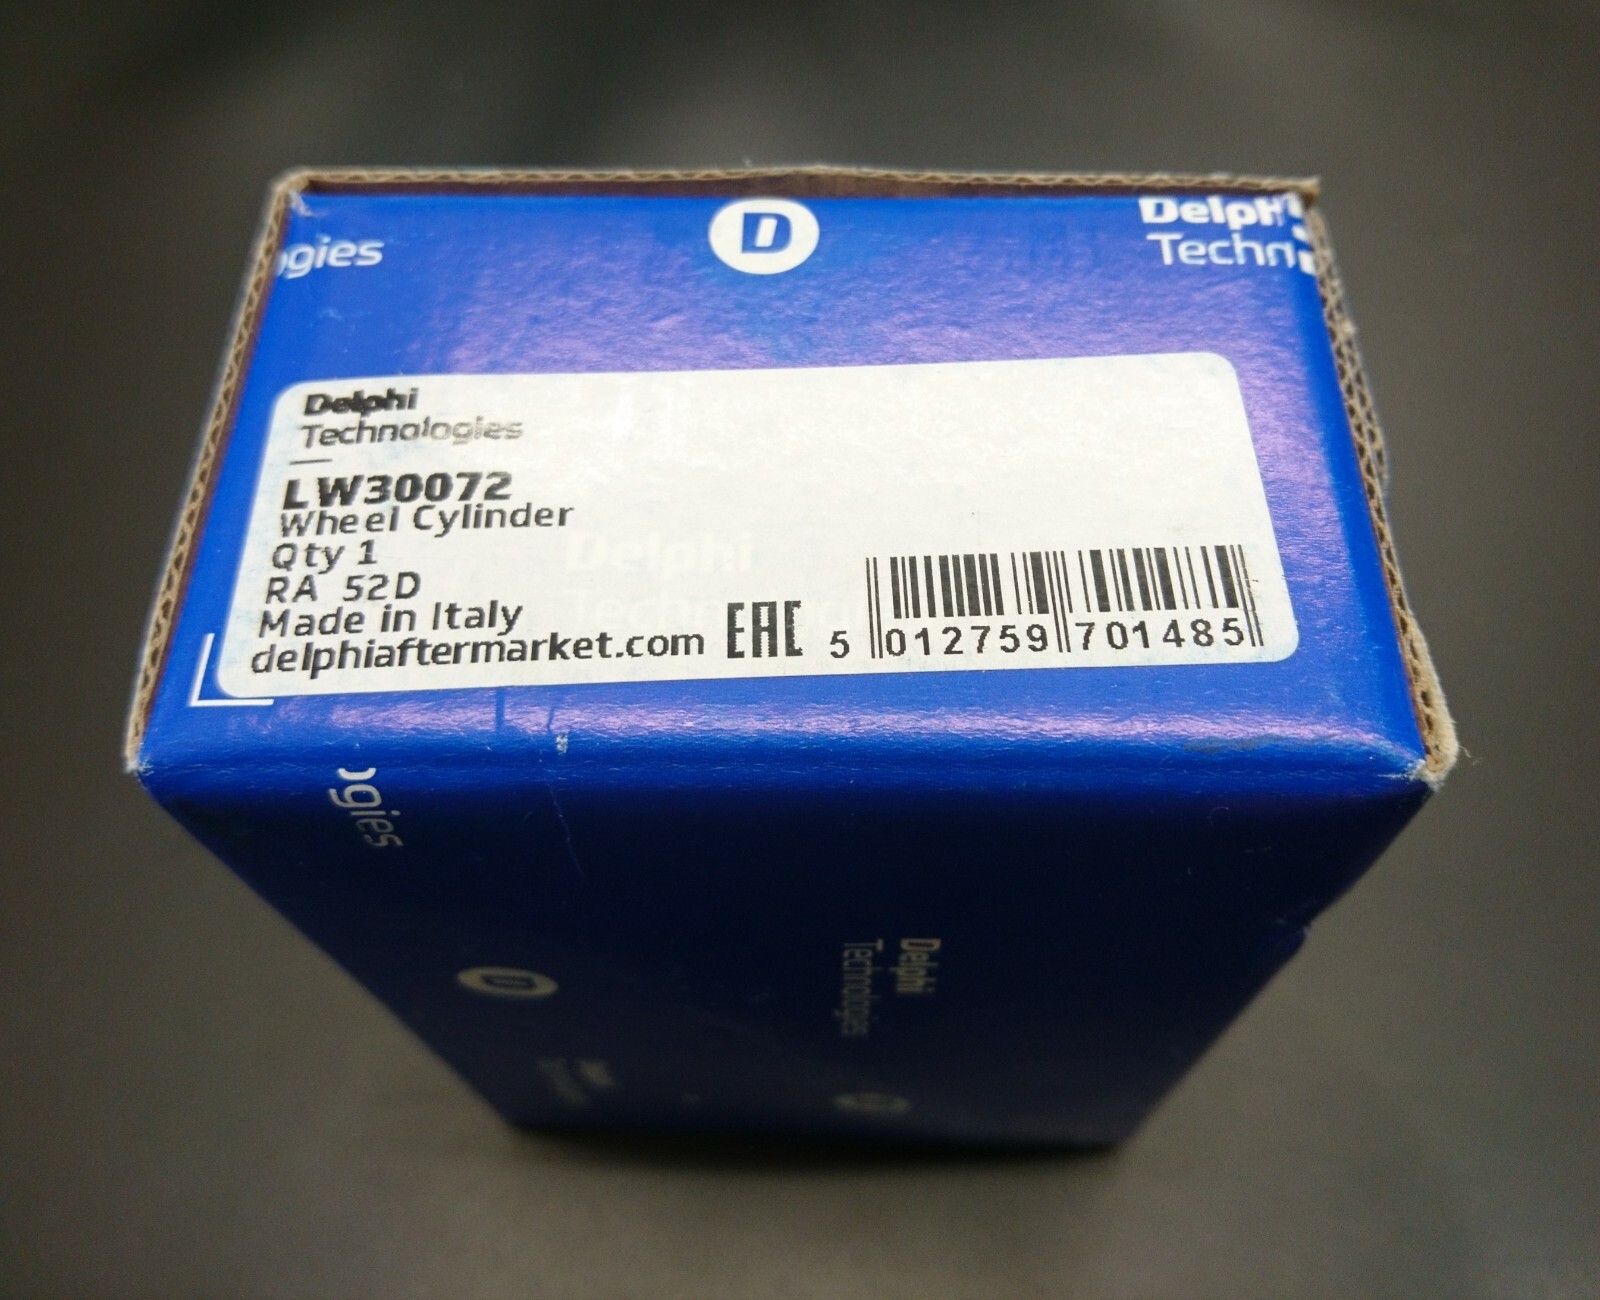 ogies
D
Delphi
Techn
Delphi
Technologies
LW30072
Wheel Cylinder
Qty 1
RA 52D
Made in Italy
delphiaftermarket.com
EAC
5 012759 701485
Delphi
ogies
D
Delphi
Technologies